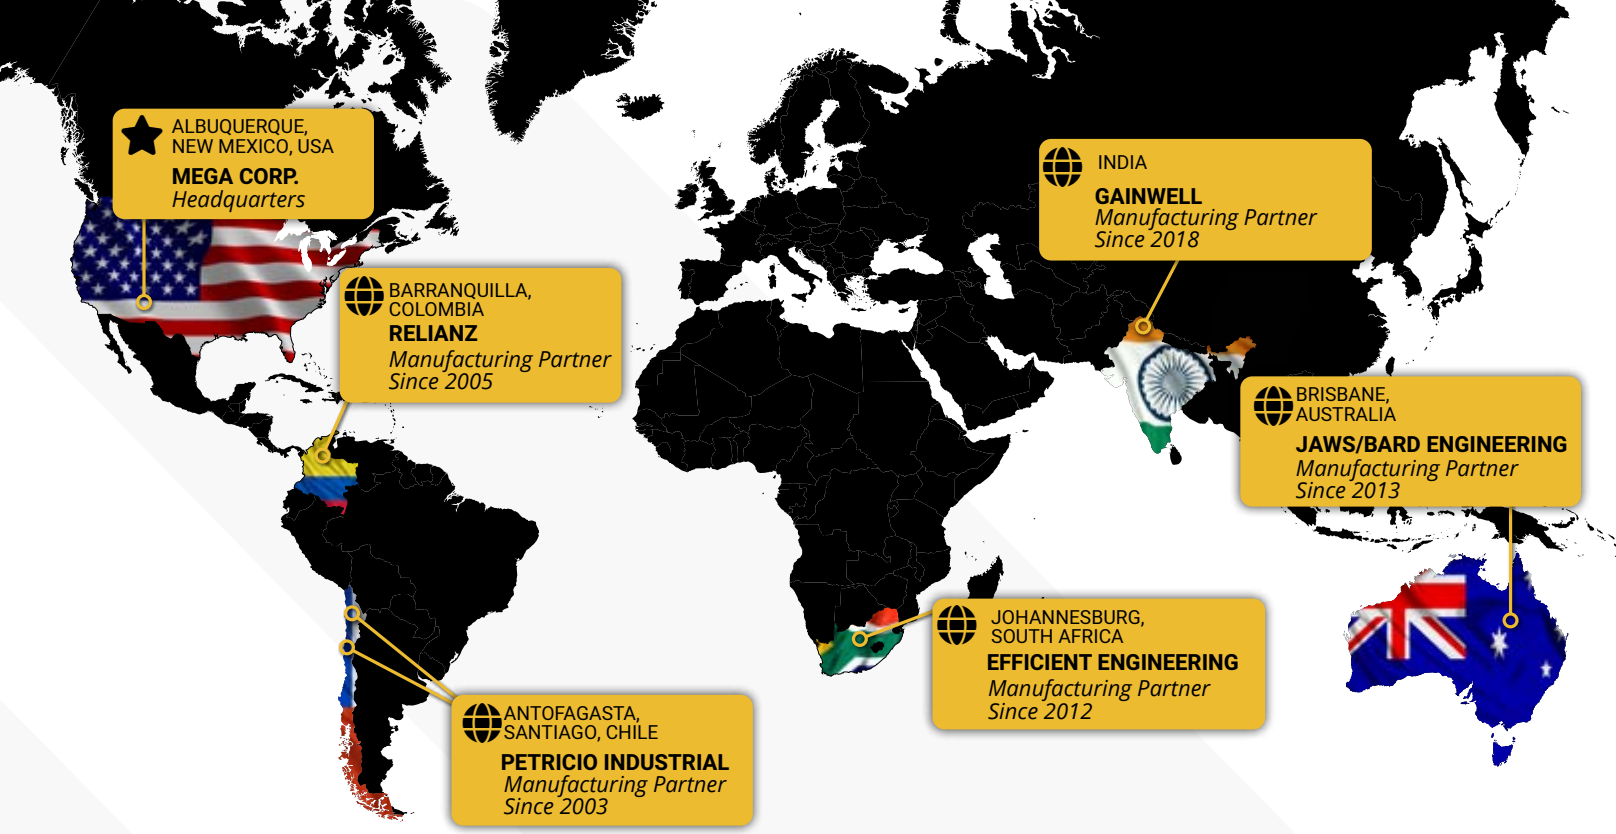 ALBUQUERQUE,
NEW MEXICO, USA
MEGA CORP.
Headquarters
BARRANQUILLA,
COLOMBIA
RELIANZ
Manufacturing Partner
Since 2005
ANTOFAGASTA,
SANTIAGO, CHILE
PETRICIO INDUSTRIAL
Manufacturing Partner
Since 2003
JOHANNESBURG,
SOUTH AFRICA
EFFICIENT ENGINEERING
Manufacturing Partner
Since 2012
INDIA
GAINWELL
Manufacturing Partner
Since 2018
BRISBANE,
AUSTRALIA
JAWS/BARD ENGINEERING
Manufacturing Partner
Since 2013